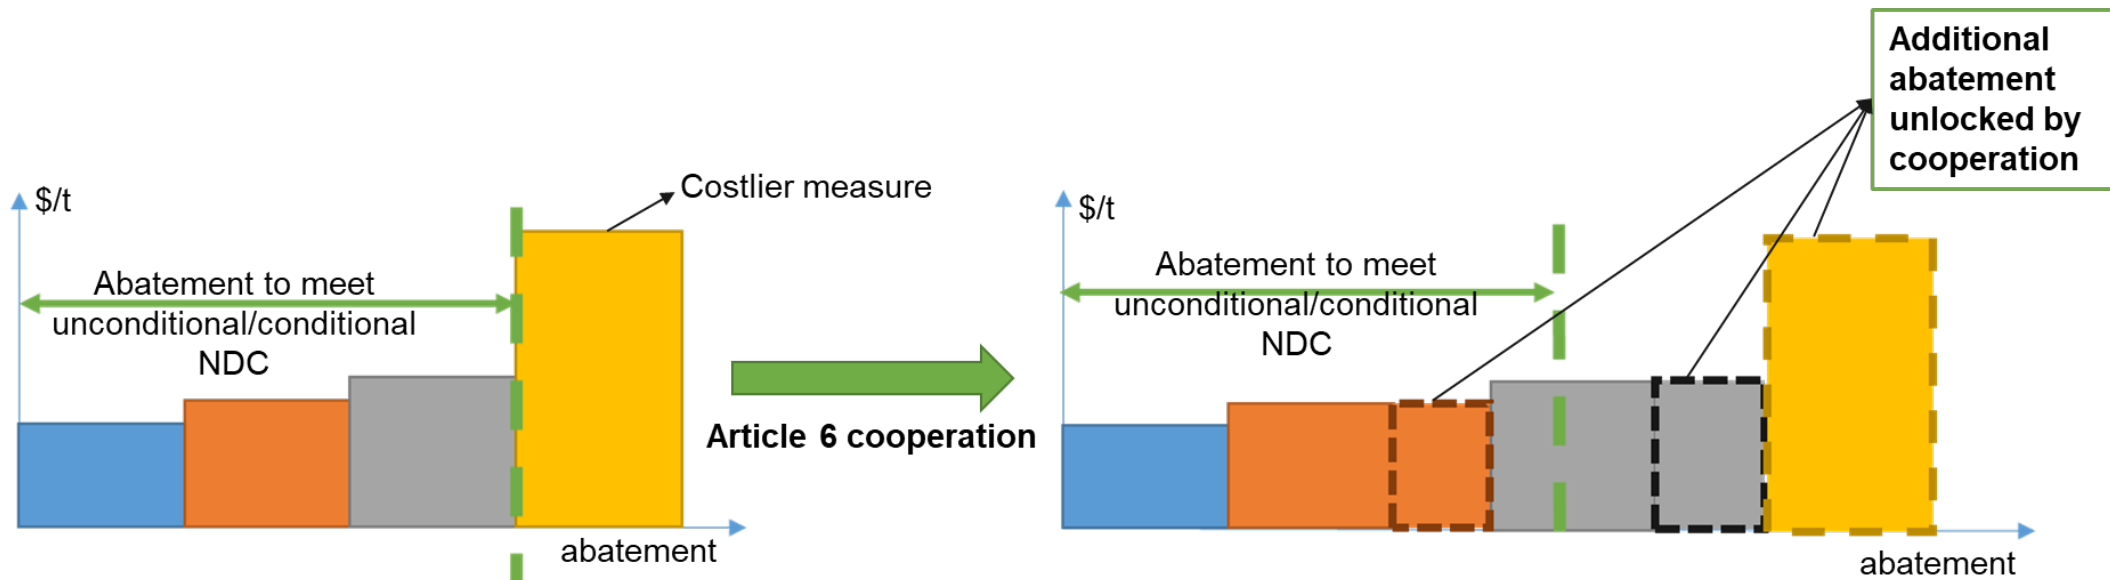 $/t
Costlier measure
Abatement to meet
unconditional/conditional
NDC
abatement
Article 6 cooperation
$/t
Abatement to meet
unconditional/conditional
NDC
abatement
Additional
abatement
unlocked by
cooperation